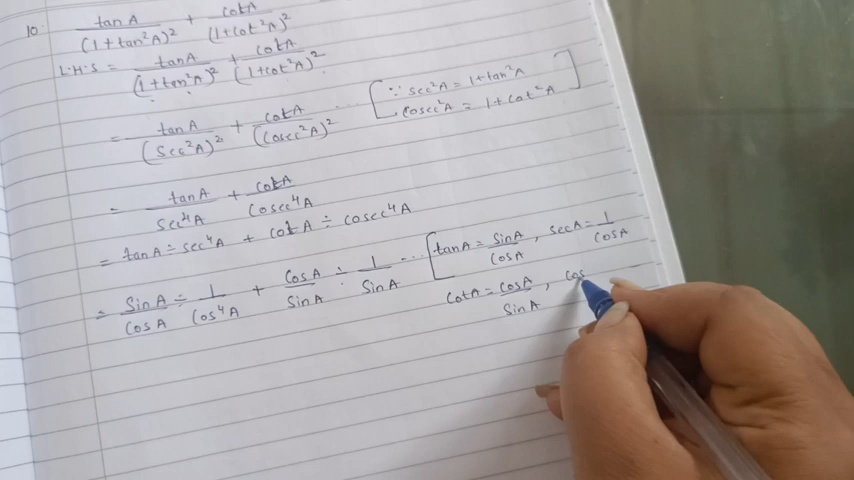 10. tanA/(1+tan²A)² + cotA/(1+cot²A)²
L.H.S = tanA/(1+tan²A)² + cotA/(1+cot²A)²
= tanA/(sec²A)² + cotA/(cosec²A)² ... [∵ sec²A = 1+tan²A
cosec²A = 1+cot²A]
= tanA/sec⁴A + cotA/cosec⁴A
= tanA ÷ sec⁴A + cotA ÷ cosec⁴A
= sinA/cosA ÷ 1/cos⁴A + cosA/sinA ÷ 1/sinA ... [tanA = sinA/cosA, secA = 1/cosA
cotA = cosA/sinA, cos